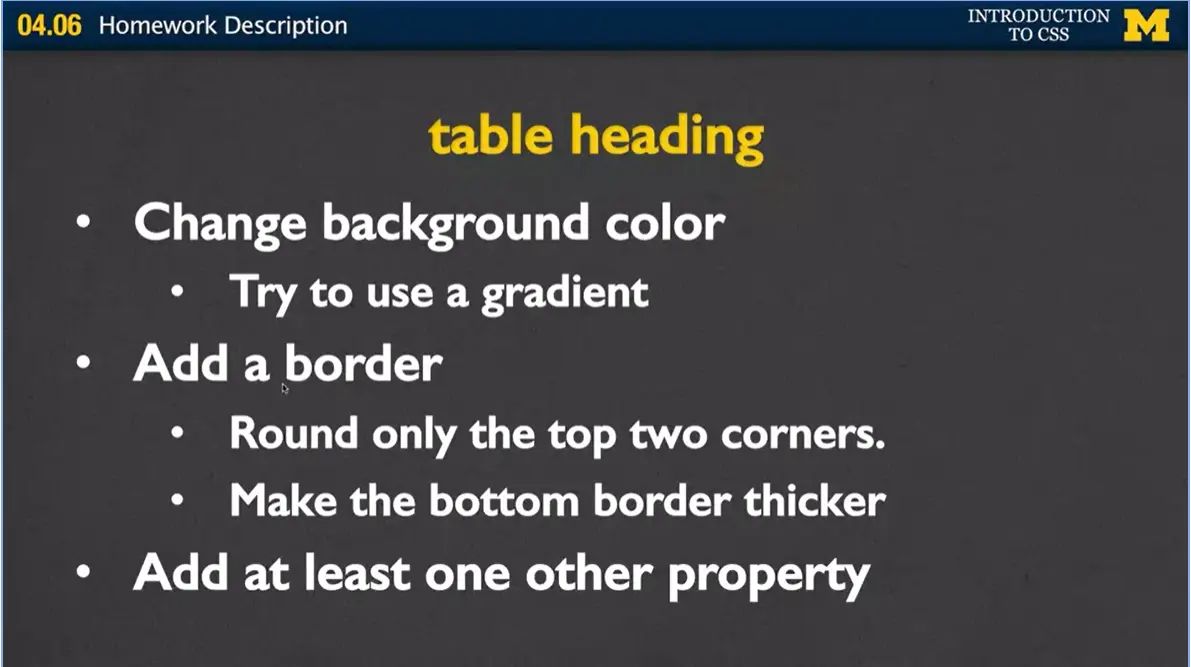 04.06 Homework Description
INTRODUCTION
TO CSS
M
table heading
• Change background color
• Try to use a gradient
• Add a border
• Round only the top two corners.
• Make the bottom border thicker
• Add at least one other property